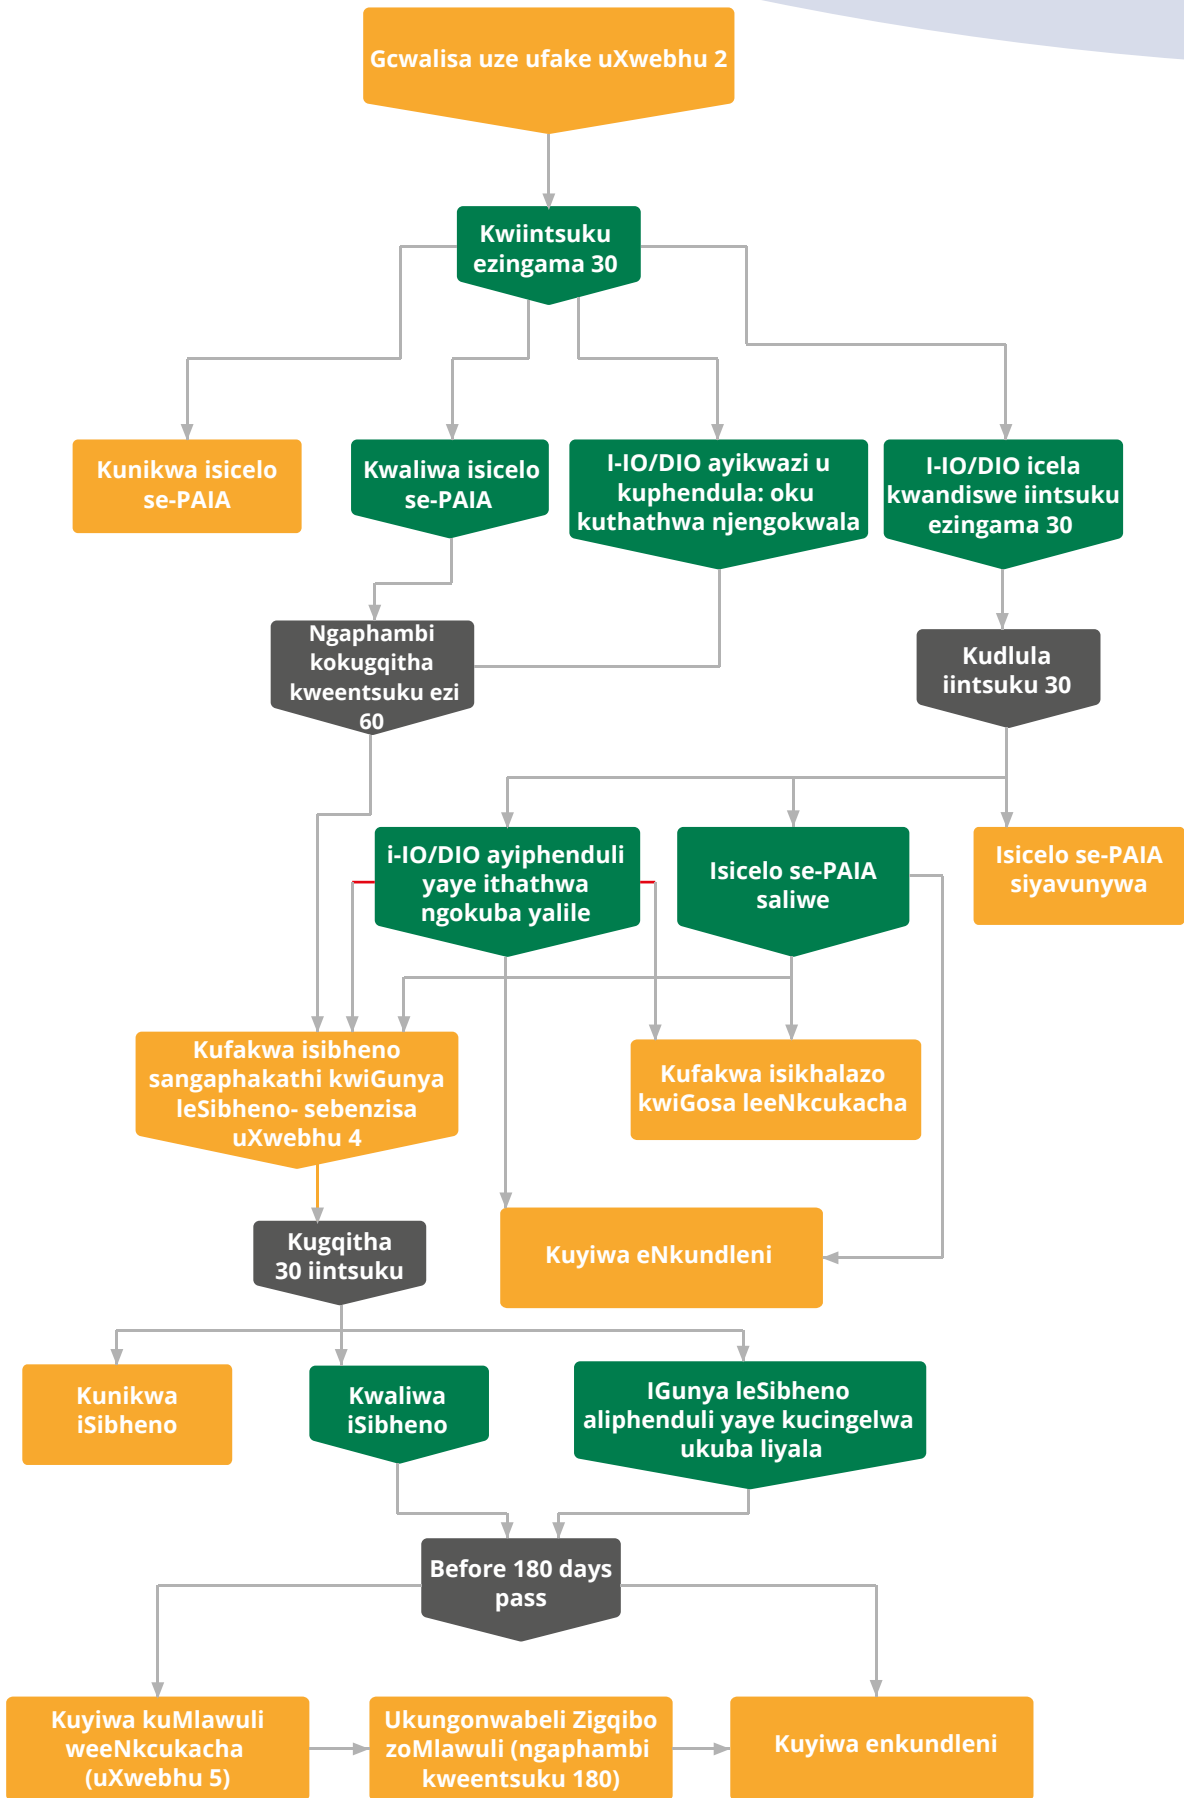 Gcwalisa uze ufake uXwebhu 2
Kwiintsuku
ezingama 30
Kunikwa isicelo
se-PAIA
Kwaliwa isicelo
se-PAIA
I-IO/DIO ayikwazi u
kuphendula: oku
kuthathwa njengokwala
I-IO/DIO icela
kwandiswe iintsuku
ezingama 30
Ngaphambi
kokugqitha
kweentsuku ezi
60
Kudlula
iintsuku 30
i-IO/DIO ayiphenduli
yaye ithathwa
ngokuba yalile
Isicelo se-PAIA
saliwe
Isicelo se-PAIA
siyavunywa
Kufakwa isibheno
sangaphakathi kwiGunya
leSibheno- sebenzisa
uXwebhu 4
Kufakwa isikhalazo
kwiGosa leeNkcukacha
Kugqitha
30 iintsuku
Kuyiwa eNkundleni
Kunikwa
iSibheno
Kwaliwa
iSibheno
IGunya leSibheno
aliphenduli yaye kucingelwa
ukuba liyala
Before 180 days
pass
Kuyiwa kuMlawuli
weeNkcukacha
(uXwebhu 5)
Ukungonwabeli Zigqibo
zoMlawuli (ngaphambi
kweentsuku 180)
Kuyiwa enkundleni